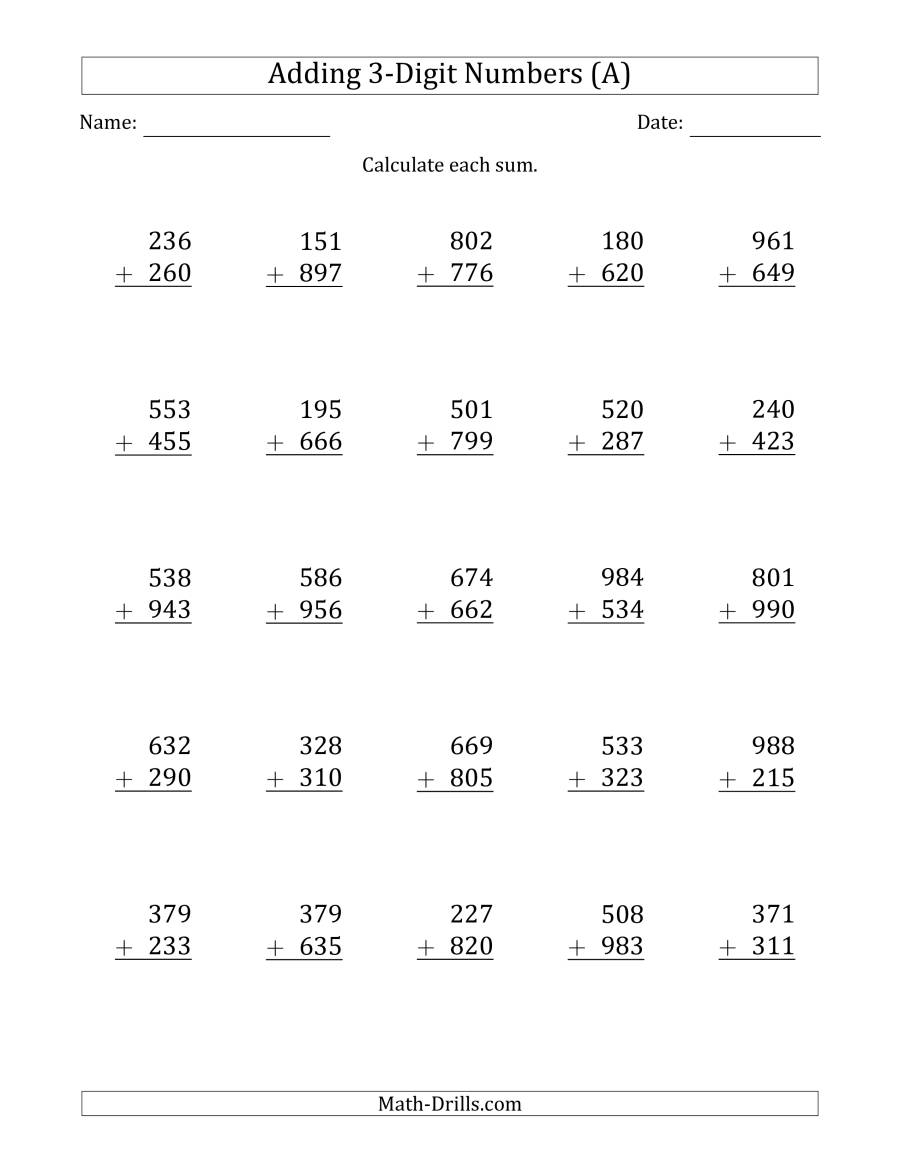 Adding 3-Digit Numbers (A)
Name: Date:
Calculate each sum.
236 151 802 180 961
+ 260 + 897 + 776 + 620 + 649
553 195 501 520 240
+ 455 + 666 + 799 + 287 + 423
538 586 674 984 801
+ 943 + 956 + 662 + 534 + 990
632 328 669 533 988
+ 290 + 310 + 805 + 323 + 215
379 379 227 508 371
+ 233 + 635 + 820 + 983 + 311
Math-Drills.com